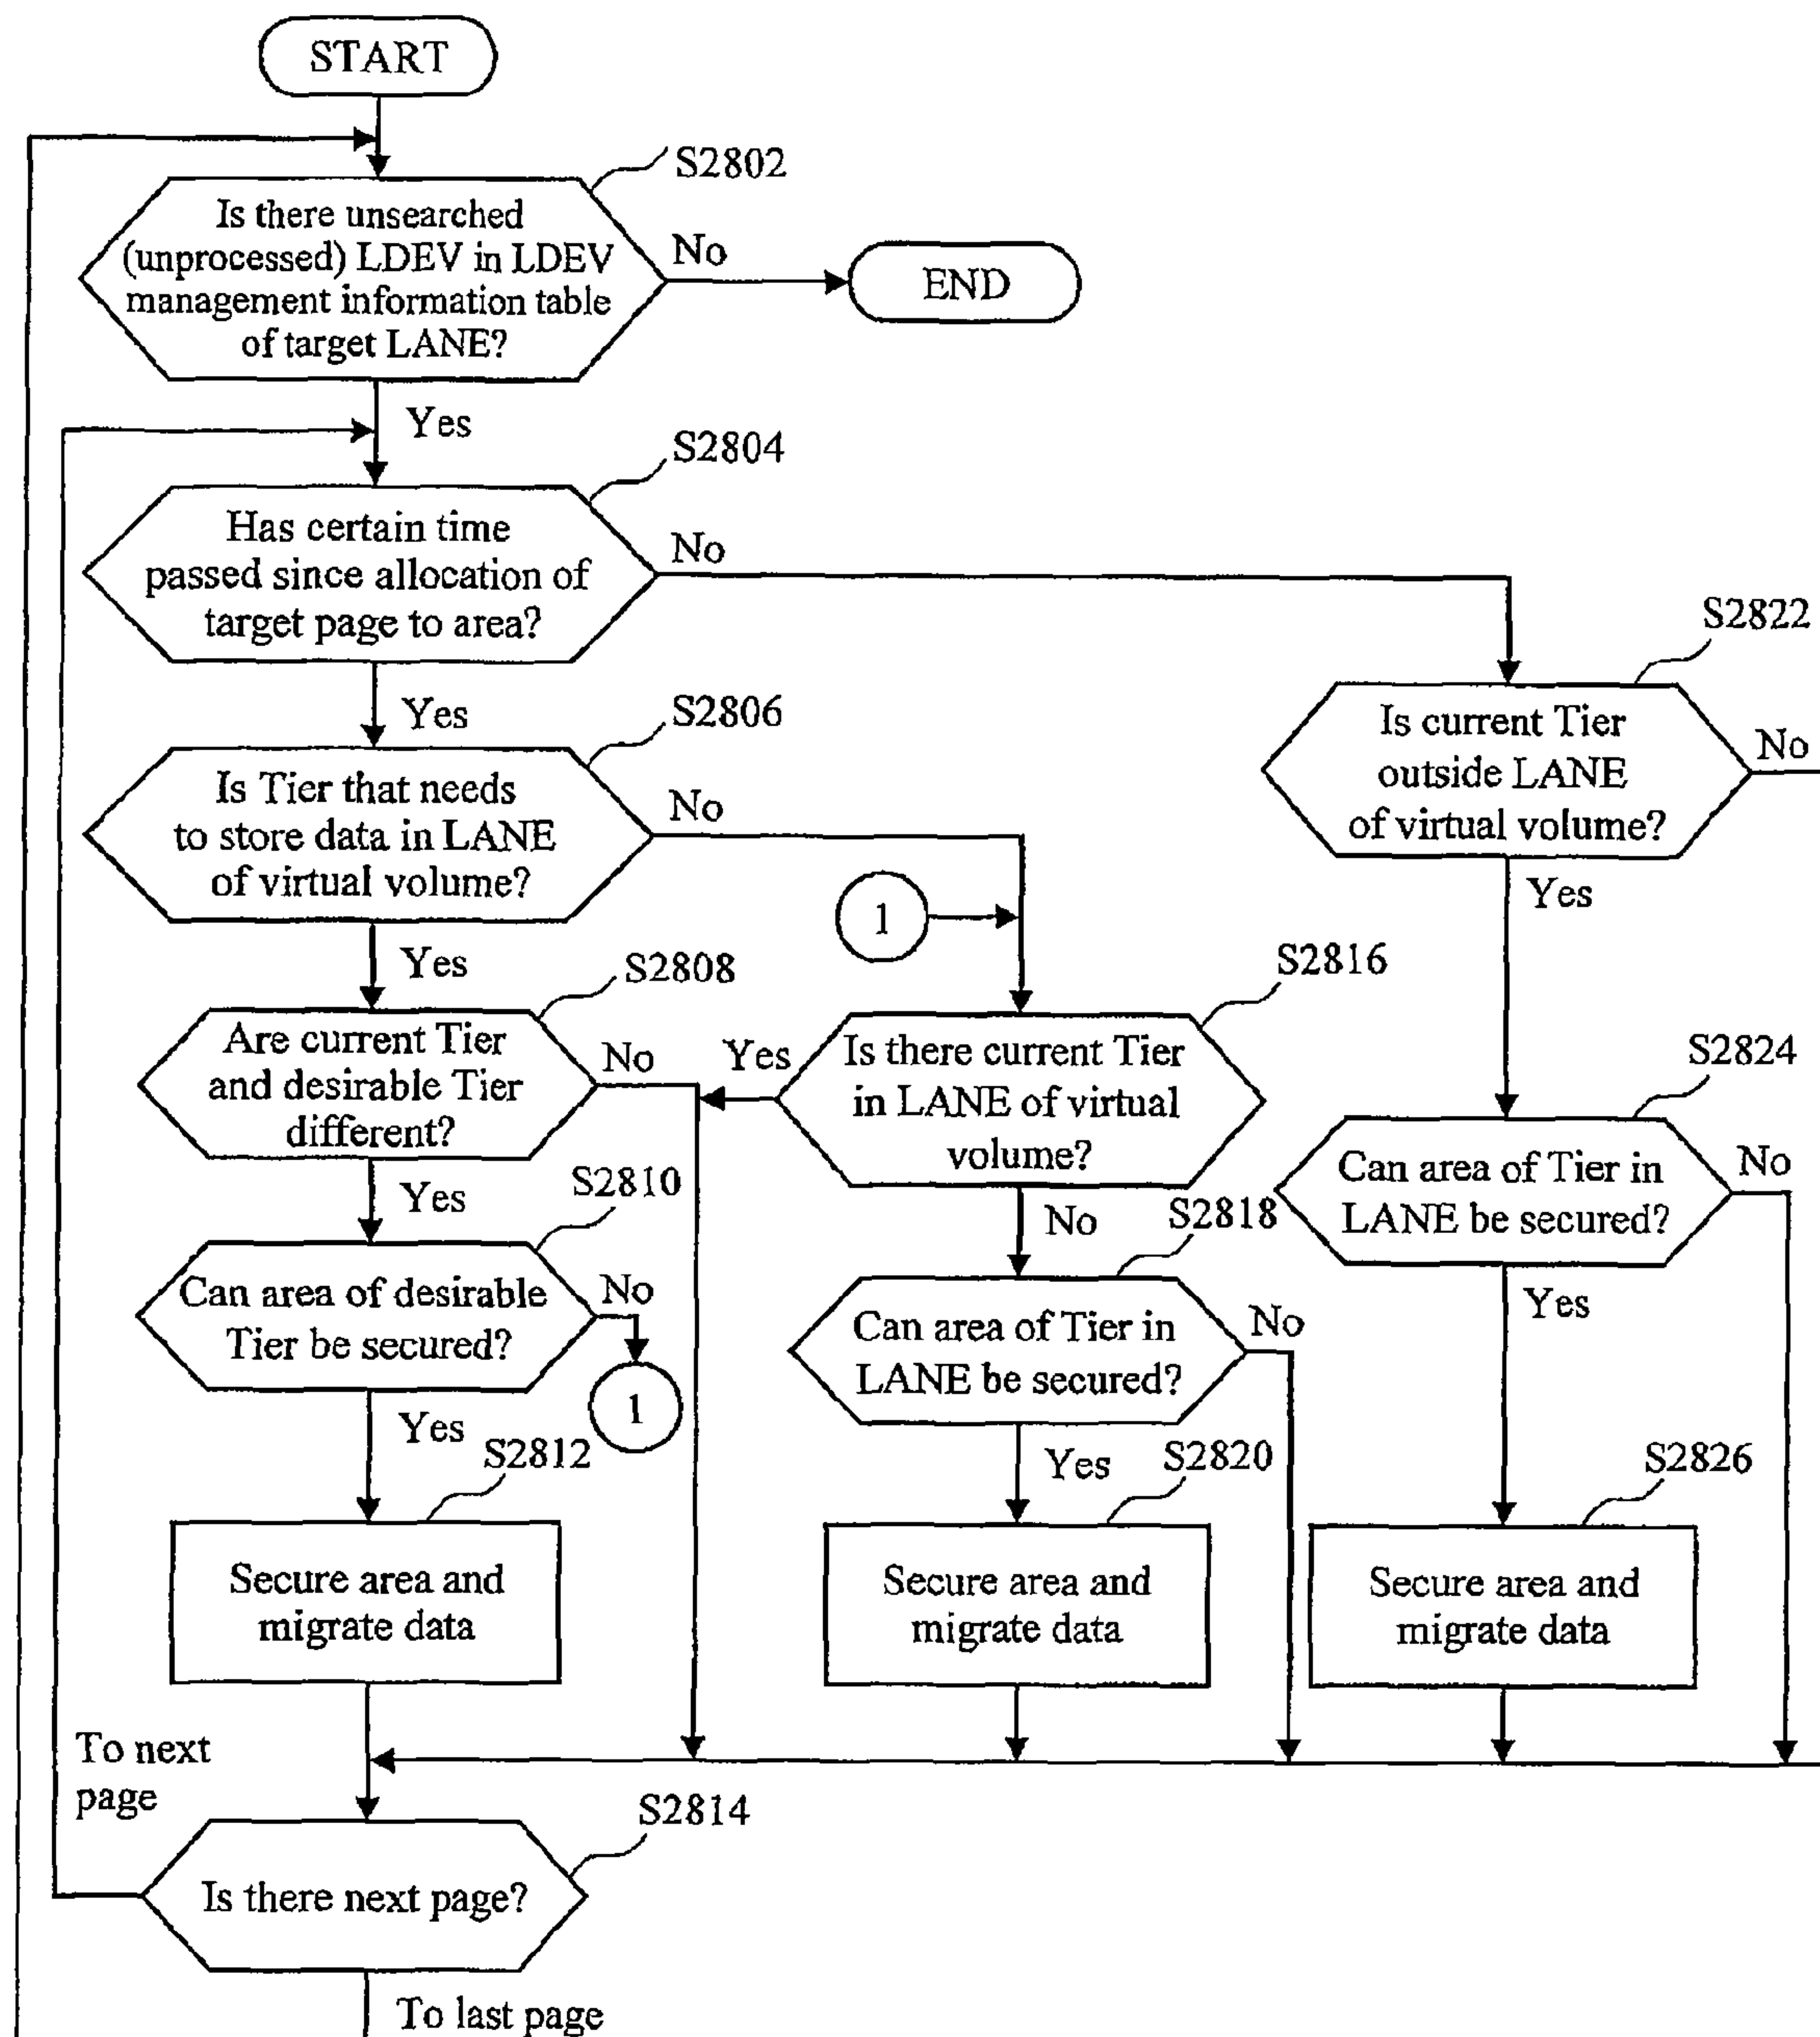 START
S2802
Is there unsearched
(unprocessed) LDEV in LDEV
management information table
of target LANE?
No
END
Yes
S2804
Has certain time
passed since allocation of
target page to area?
No
Yes
S2806
Is Tier that needs
to store data in LANE
of virtual volume?
No
S2822
Is current Tier
outside LANE
of virtual volume?
No
Yes
Yes
1
S2808
Are current Tier
and desirable Tier
different?
No
Yes
S2816
Is there current Tier
in LANE of virtual
volume?
Yes
No
S2824
Can area of Tier in
LANE be secured?
No
Yes
S2810
Can area of desirable
Tier be secured?
No
1
Yes
S2818
Can area of Tier in
LANE be secured?
No
Yes
S2812
Secure area and
migrate data
S2820
Secure area and
migrate data
S2826
Secure area and
migrate data
To next
page
S2814
Is there next page?
To last page